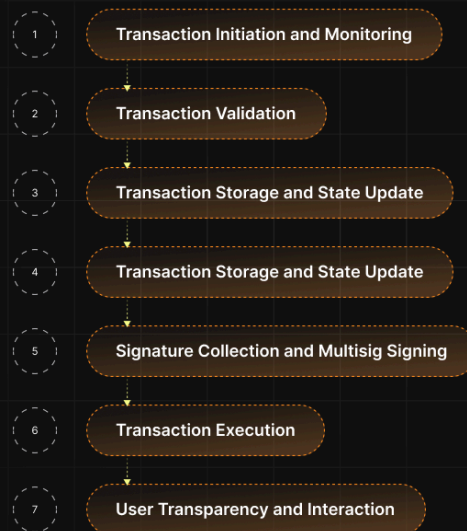 1 Transaction Initiation and Monitoring
2 Transaction Validation
3 Transaction Storage and State Update
4 Transaction Storage and State Update
5 Signature Collection and Multisig Signing
6 Transaction Execution
7 User Transparency and Interaction